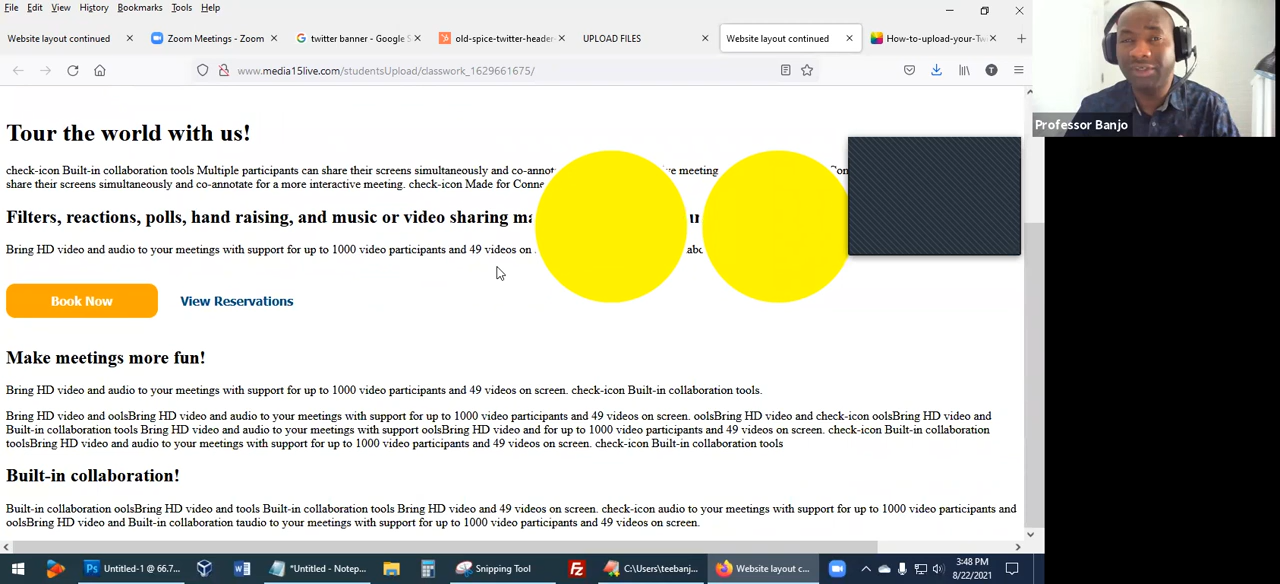 File Edit View History Bookmarks Tools Help
Website layout continued
Zoom Meetings - Zoom
twitter banner - Google S
old-spice-twitter-header-
UPLOAD FILES
Website layout continued
How-to-upload-your-Tw
www.media15live.com/studentsUpload/classwork_1629661675/
T
Professor Banjo
Tour the world with us!
check-icon Built-in collaboration tools Multiple participants can share their screens simultaneously and co-annot
ve meeting
share their screens simultaneously and co-annotate for a more interactive meeting. check-icon Made for Conne
Filters, reactions, polls, hand raising, and music or video sharing ma
Bring HD video and audio to your meetings with support for up to 1000 video participants and 49 videos on
Book Now View Reservations
Make meetings more fun!
Bring HD video and audio to your meetings with support for up to 1000 video participants and 49 videos on screen. check-icon Built-in collaboration tools.
Bring HD video and oolsBring HD video and audio to your meetings with support for up to 1000 video participants and 49 videos on screen. oolsBring HD video and check-icon oolsBring HD video and
Built-in collaboration tools Bring HD video and audio to your meetings with support oolsBring HD video and for up to 1000 video participants and 49 videos on screen. check-icon Built-in collaboration
toolsBring HD video and audio to your meetings with support for up to 1000 video participants and 49 videos on screen. check-icon Built-in collaboration tools
Built-in collaboration!
Built-in collaboration oolsBring HD video and tools Built-in collaboration tools Bring HD video and 49 videos on screen. check-icon audio to your meetings with support for up to 1000 video participants and
oolsBring HD video and Built-in collaboration taudio to your meetings with support for up to 1000 video participants and 49 videos on screen.
Ps Untitled-1 @ 66.7...
*Untitled - Notep...
Snipping Tool
Fz
C:\Users\teebanj...
Website layout c...
3:48 PM
8/22/2021